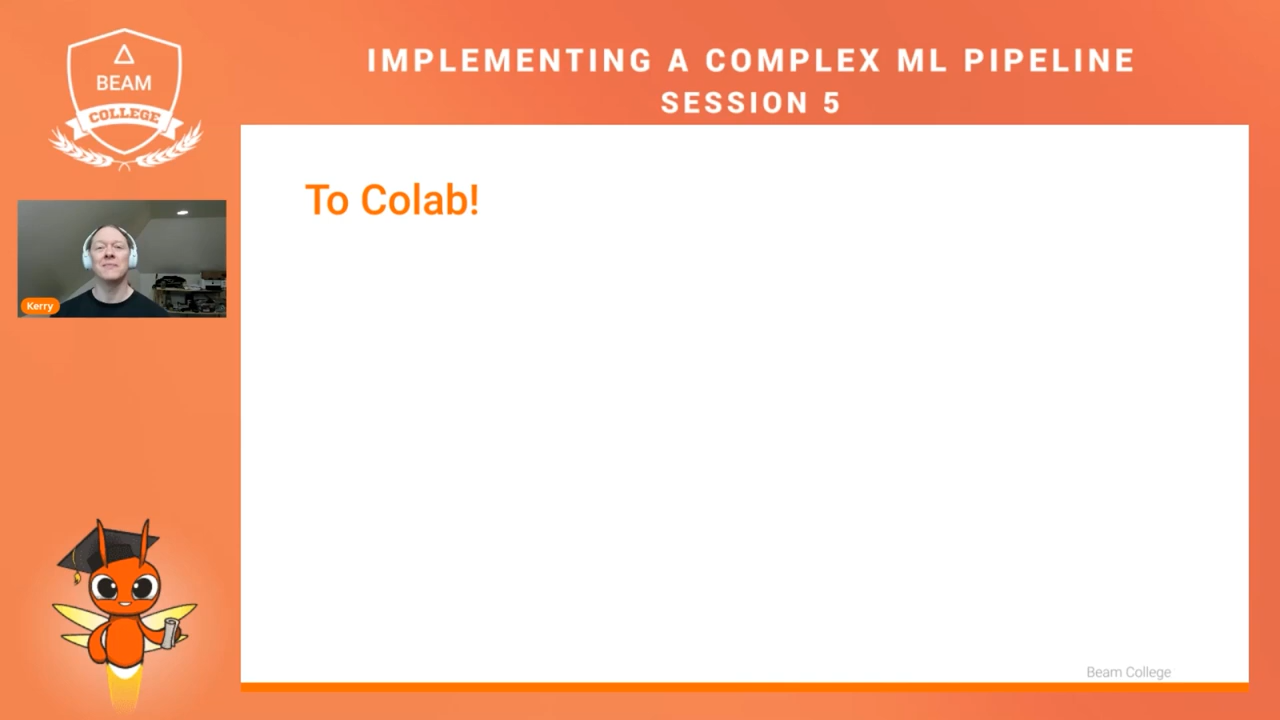 BEAM
COLLEGE
IMPLEMENTING A COMPLEX ML PIPELINE
SESSION 5
To Colab!
Kerry
Beam College